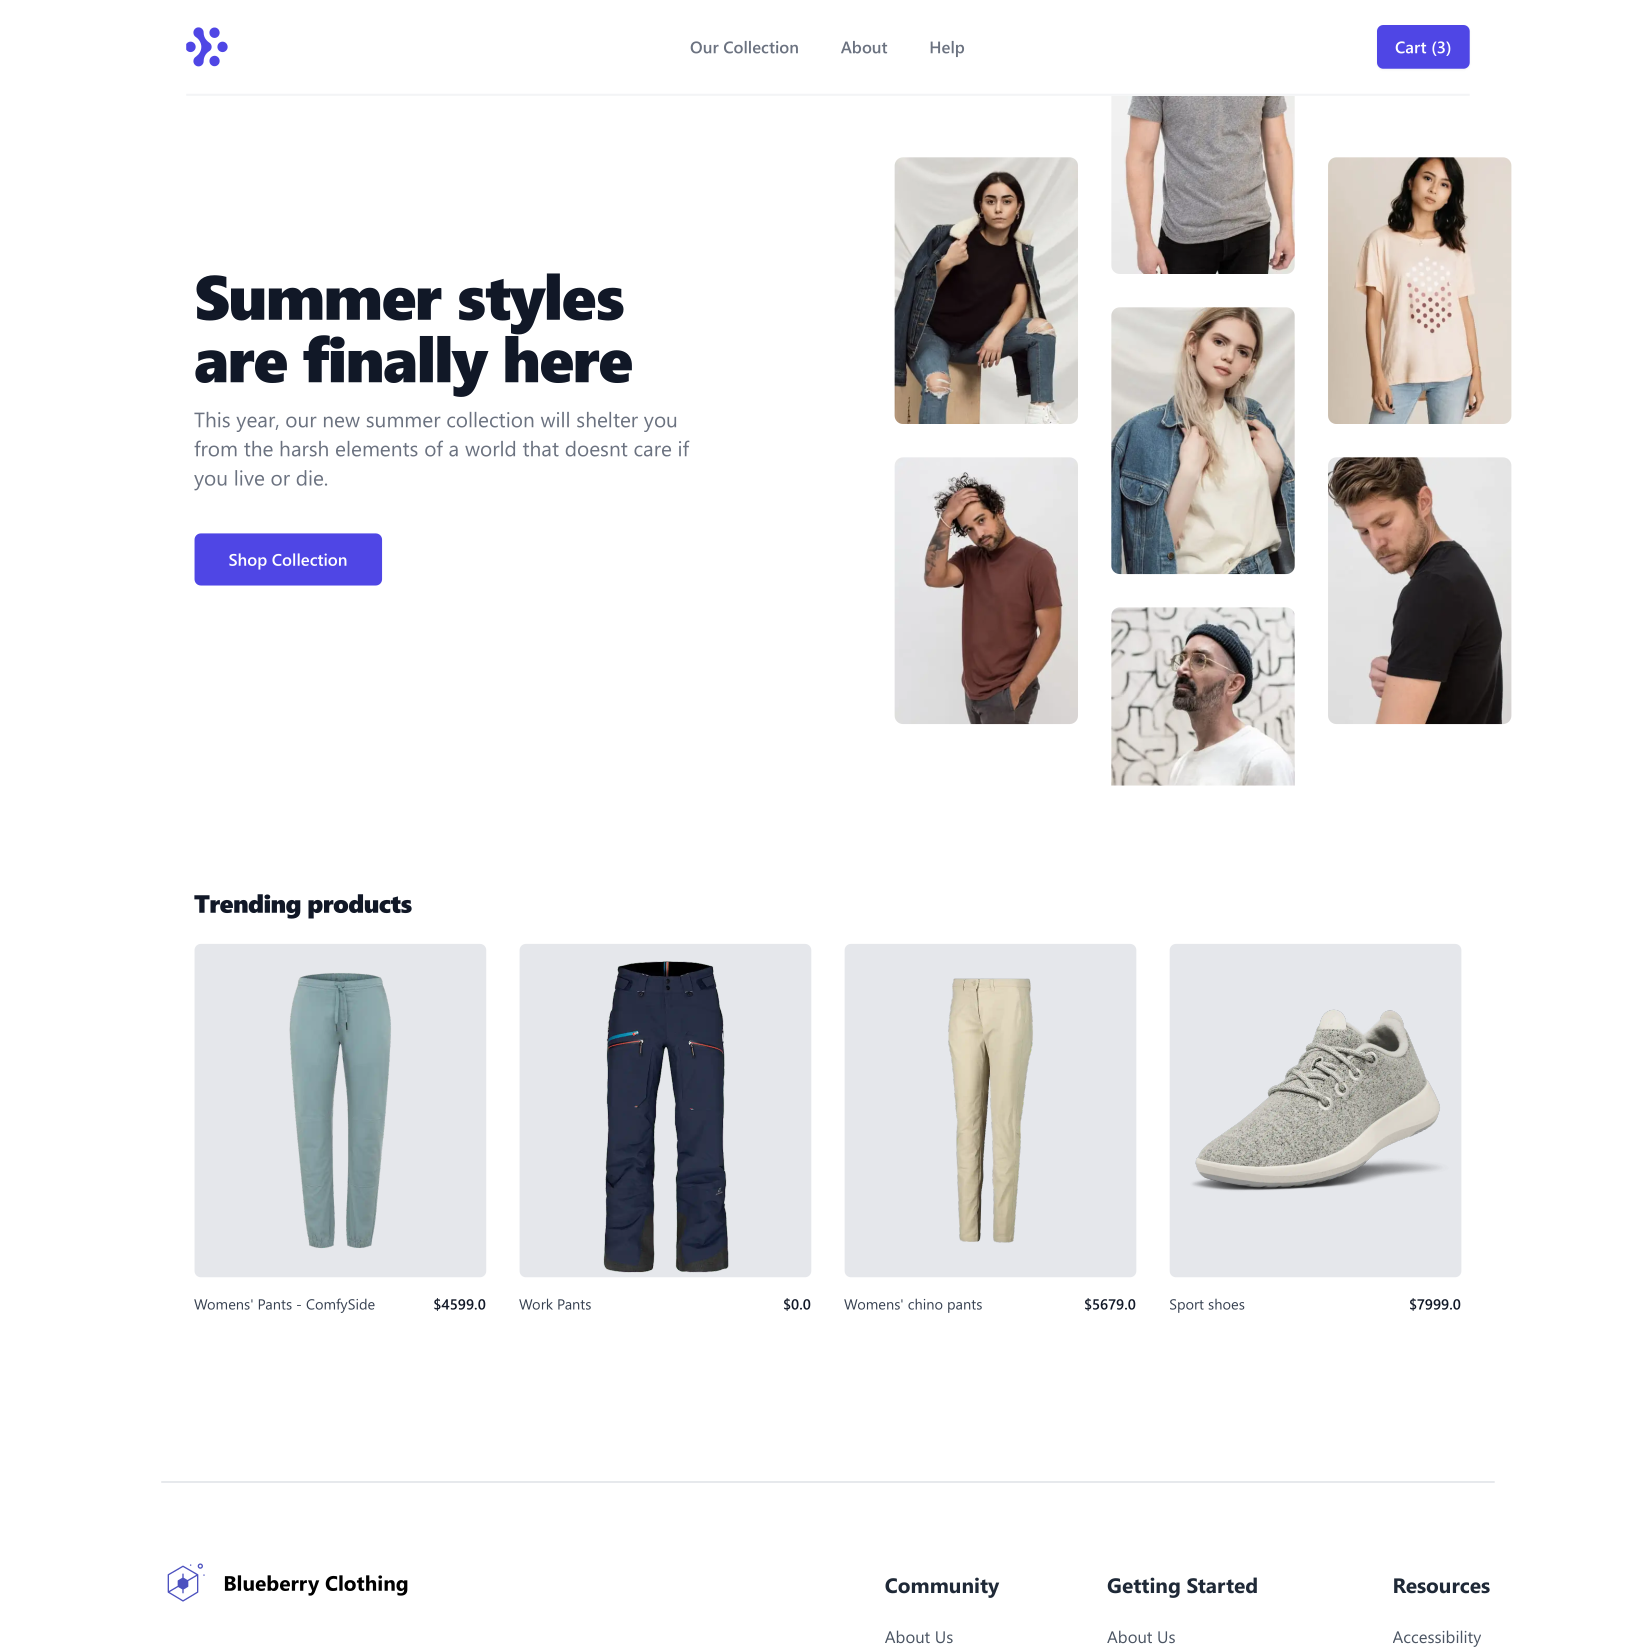 Our Collection
About
Help
Cart (3)
Summer styles
are finally here
This year, our new summer collection will shelter you
from the harsh elements of a world that doesnt care if
you live or die.
Shop Collection
Trending products
Womens' Pants - ComfySide
$4599.0
Work Pants
$0.0
Womens' chino pants
$5679.0
Sport shoes
$7999.0
Blueberry Clothing
Community
Getting Started
Resources
About Us
About Us
Accessibility